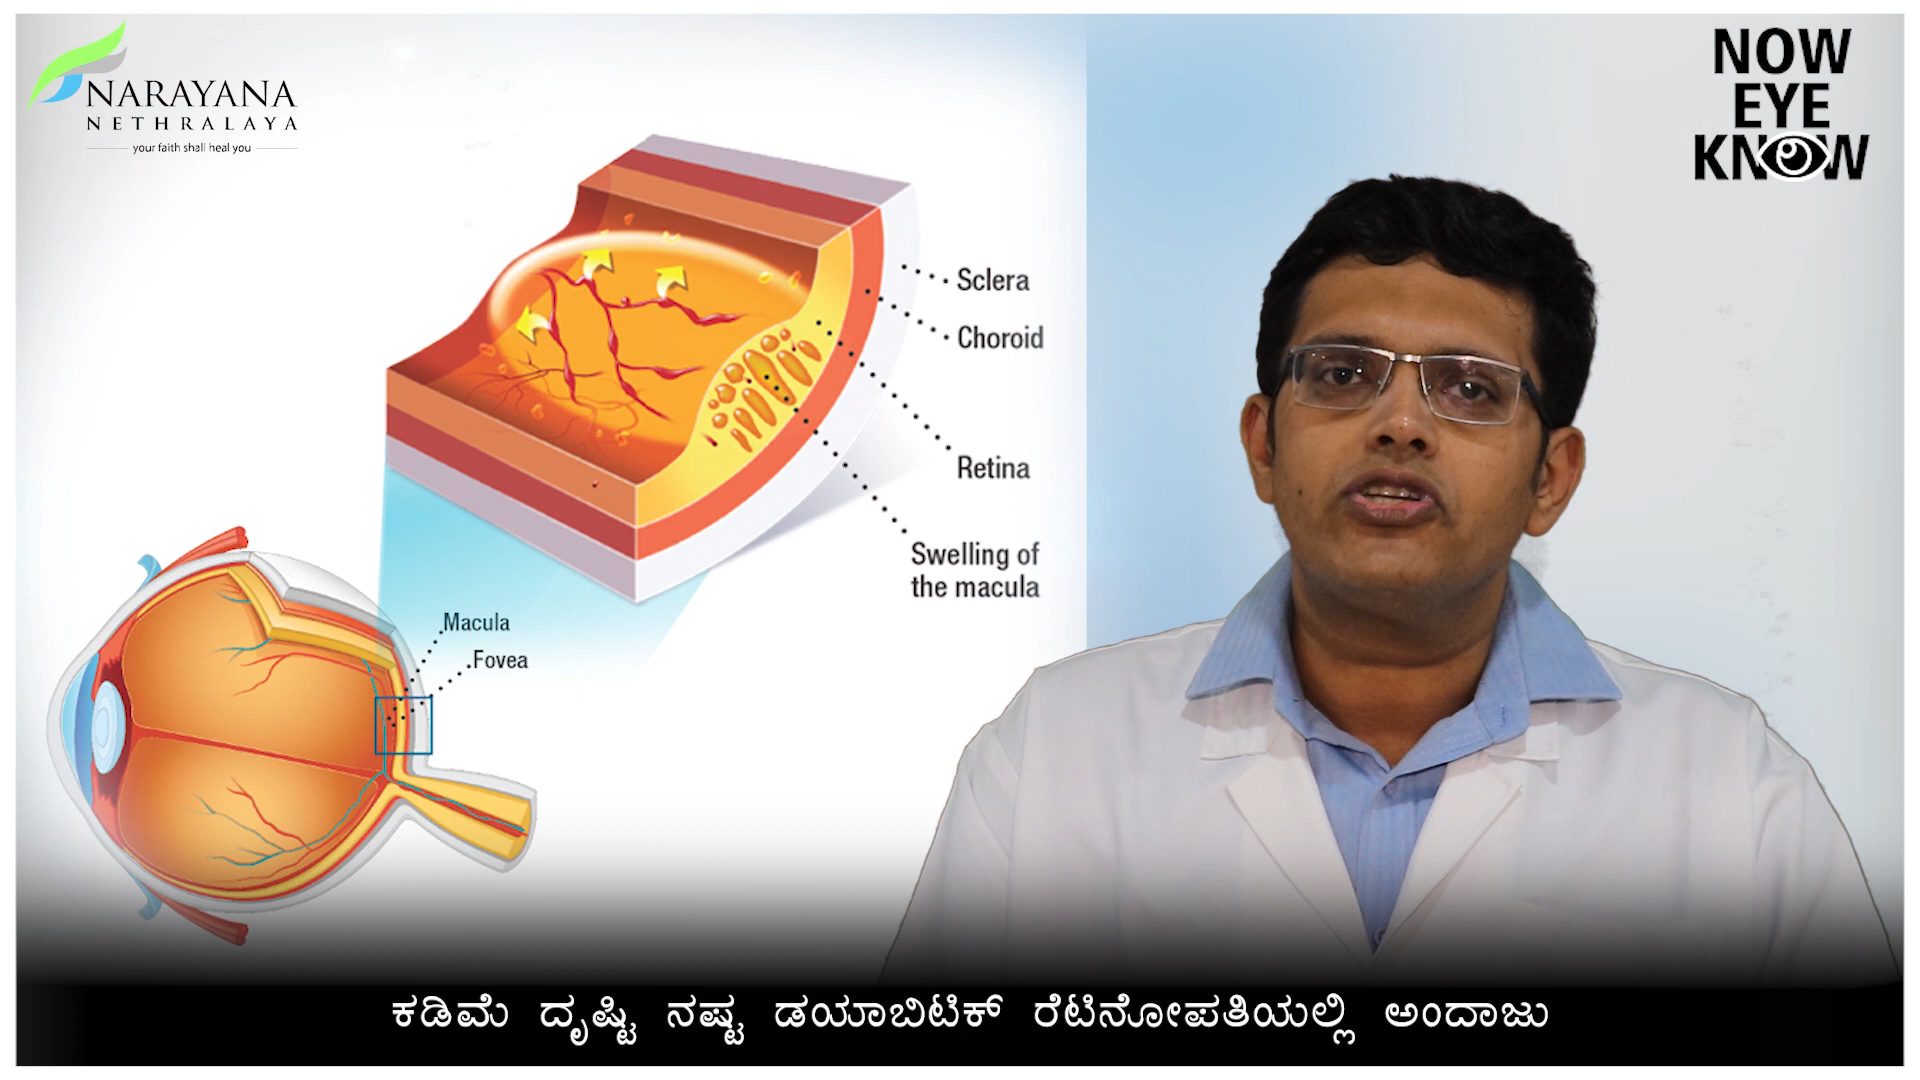 NARAYANA
NETHRALAYA
your faith shall heal you
NOW
EYE
KNOW
Sclera
Choroid
Retina
Swelling of
the macula
Macula
Fovea
ಕಡಿಮೆ ದೃಷ್ಟಿ ನಷ್ಟ ಡಯಾಬಿಟಿಕ್ ರೆಟಿನೋಪತಿಯಲ್ಲಿ ಅಂದಾಜು